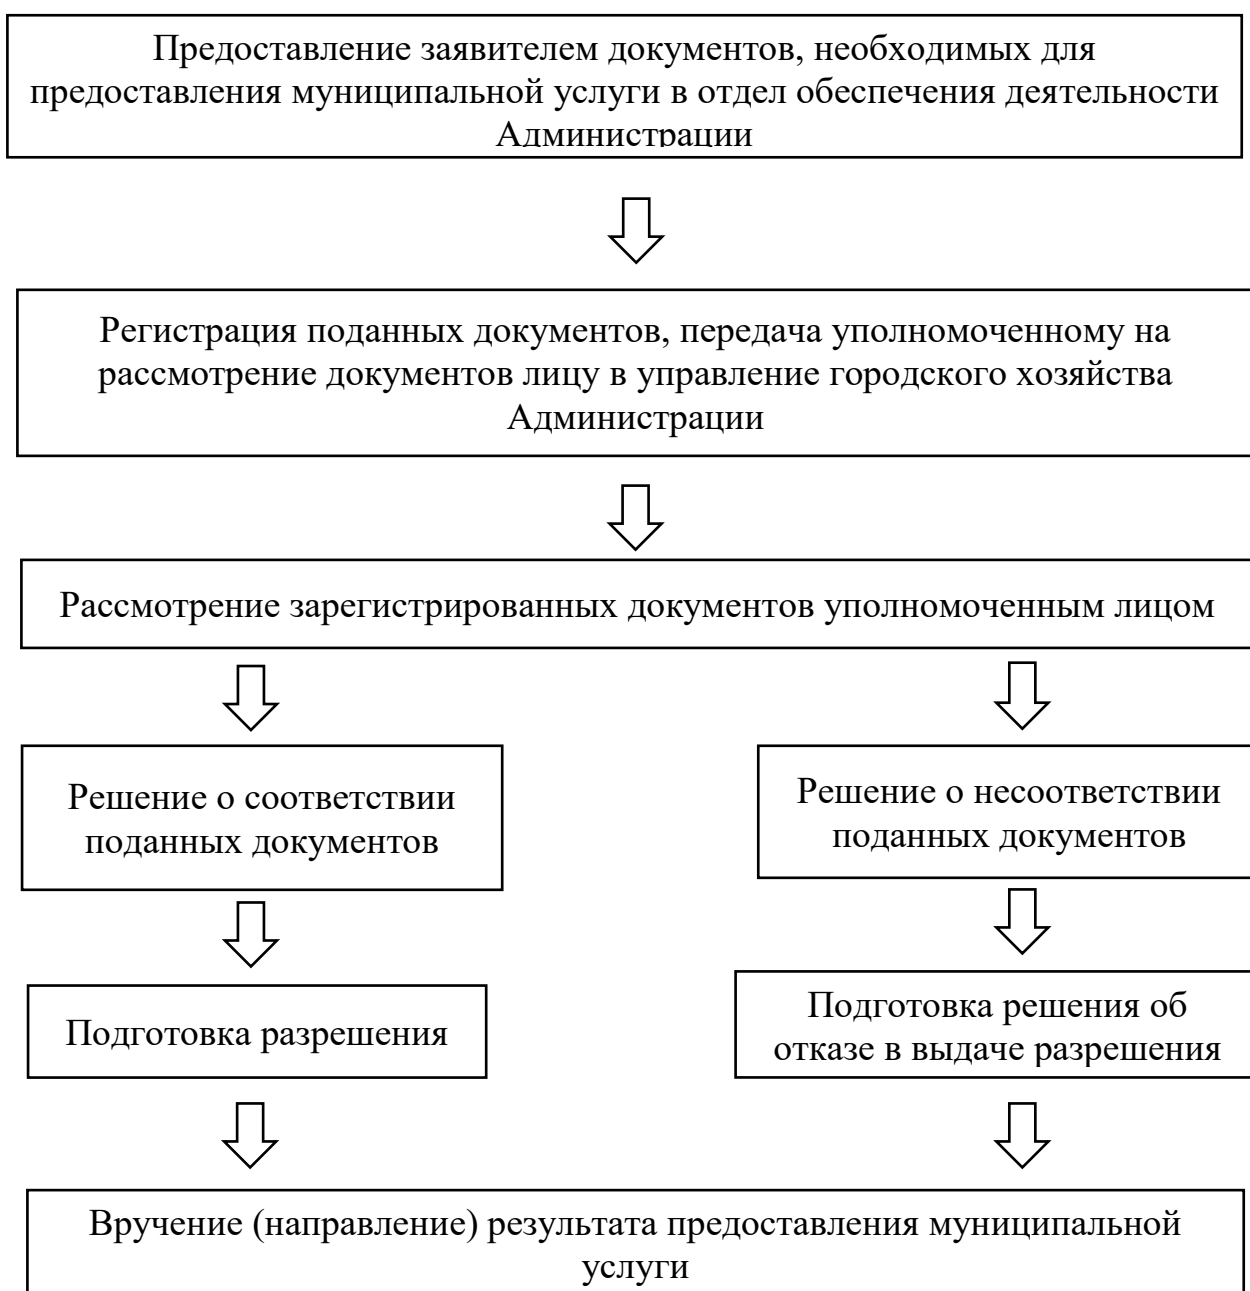 Предоставление заявителем документов, необходимых для
предоставления муниципальной услуги в отдел обеспечения деятельности
Администрации
Регистрация поданных документов, передача уполномоченному на
рассмотрение документов лицу в управление городского хозяйства
Администрации
Рассмотрение зарегистрированных документов уполномоченным лицом
Решение о соответствии
поданных документов
Решение о несоответствии
поданных документов
Подготовка разрешения
Подготовка решения об
отказе в выдаче разрешения
Вручение (направление) результата предоставления муниципальной
услуги